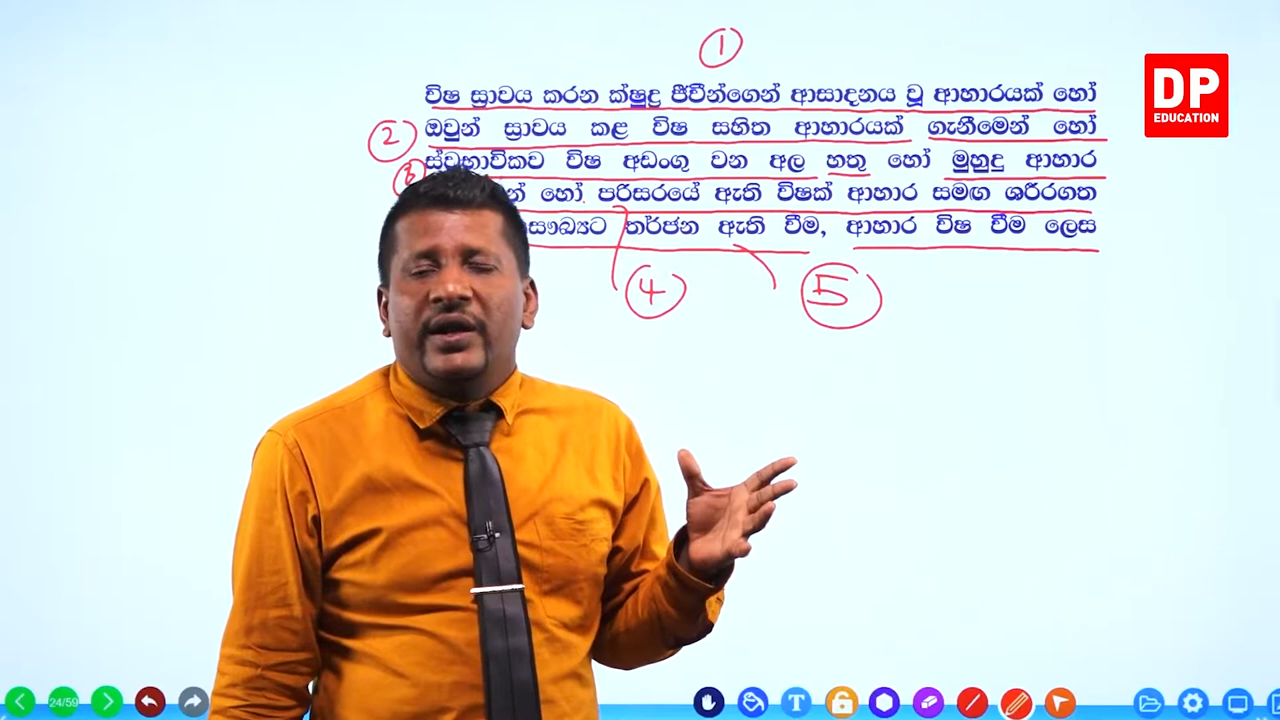 ①
DP
EDUCATION
විෂ ස්‍රාවය කරන ක්ෂුද්‍ර ජීවීන්ගෙන් ආසාදනය වූ ආහාරයක් හෝ
② ඔවුන් ස්‍රාවය කළ විෂ සහිත ආහාරයක් ගැනීමෙන් හෝ
ස්වභාවිකව විෂ අඩංගු වන අල හතු හෝ මුහුදු ආහාර
හෝ පරිසරයේ ඇති විෂක් ආහාර සමඟ ශරීරගත
තර්ජන ඇති වීම, ආහාර විෂ වීම ලෙස
④ ⑤
24/59
T